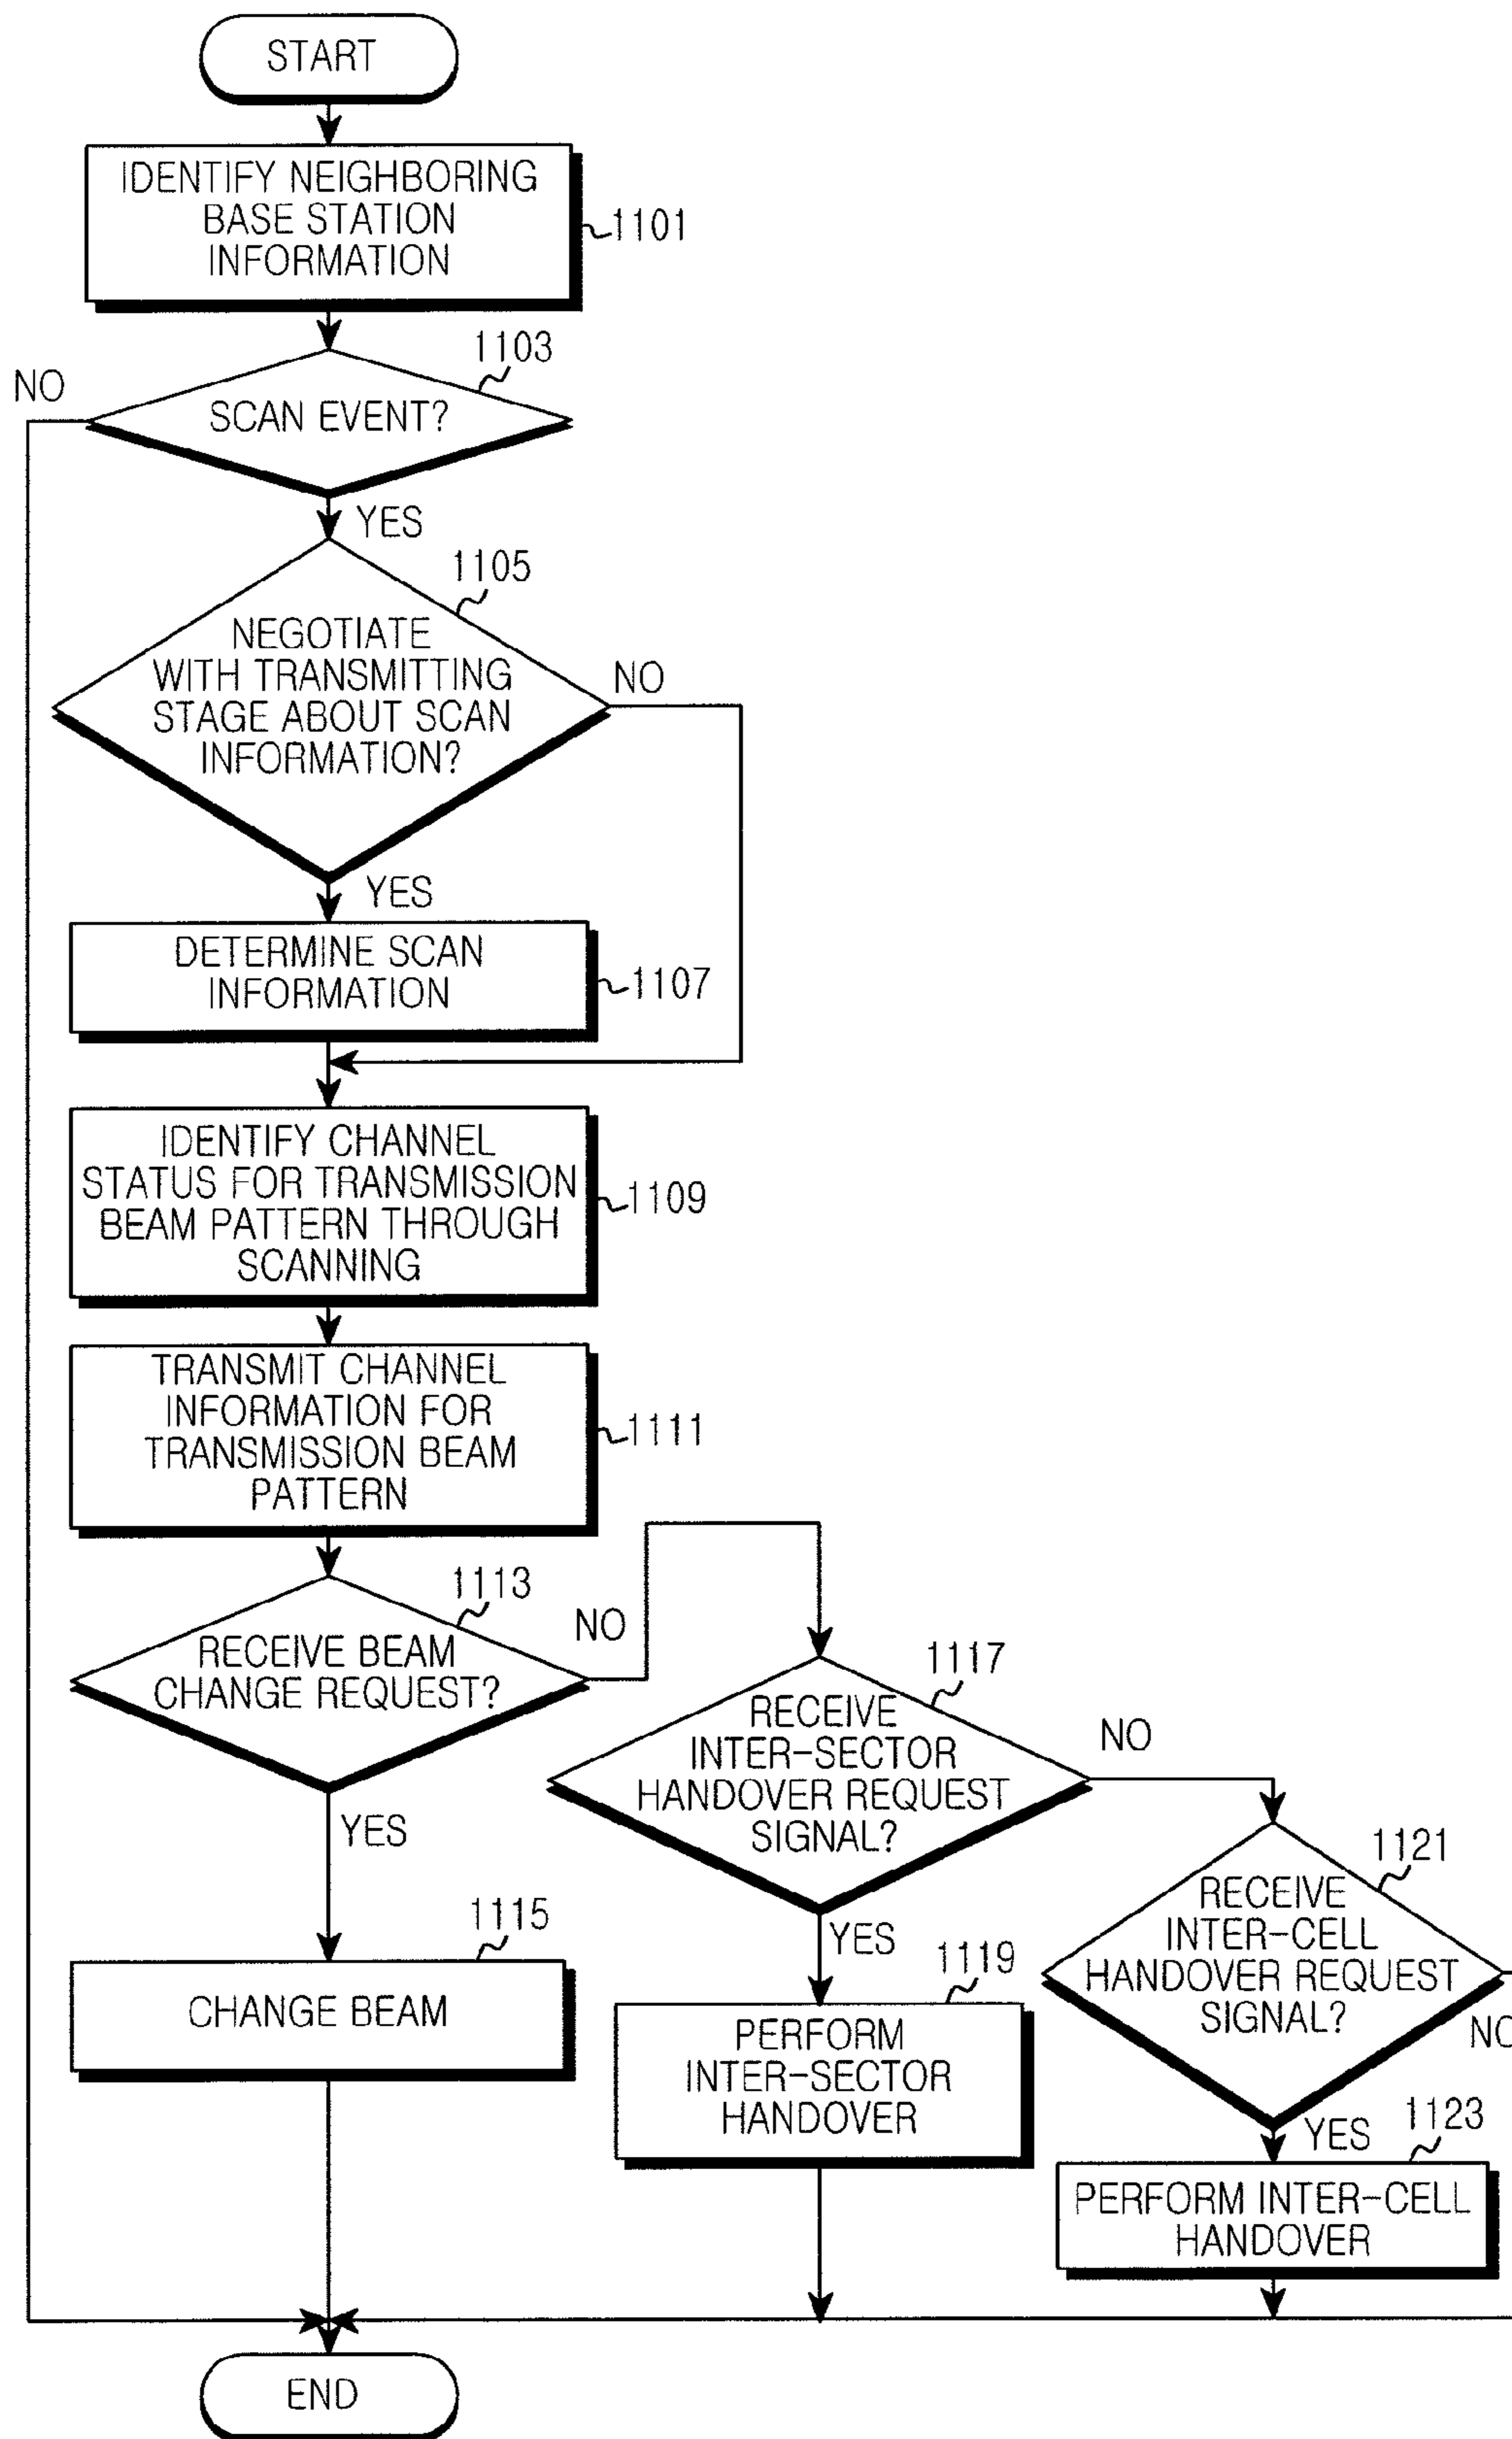 START
IDENTIFY NEIGHBORING
BASE STATION
INFORMATION
1101
1103
NO
SCAN EVENT?
YES
1105
NEGOTIATE
WITH TRANSMITTING
STAGE ABOUT SCAN
INFORMATION?
NO
YES
DETERMINE SCAN
INFORMATION
1107
IDENTIFY CHANNEL
STATUS FOR TRANSMISSION
BEAM PATTERN THROUGH
SCANNING
1109
TRANSMIT CHANNEL
INFORMATION FOR
TRANSMISSION BEAM
PATTERN
1111
1113
RECEIVE BEAM
CHANGE REQUEST?
NO
YES
1115
CHANGE BEAM
1117
RECEIVE
INTER-SECTOR
HANDOVER REQUEST
SIGNAL?
NO
YES
1119
PERFORM
INTER-SECTOR
HANDOVER
1121
RECEIVE
INTER-CELL
HANDOVER REQUEST
SIGNAL?
NO
YES
1123
PERFORM INTER-CELL
HANDOVER
END